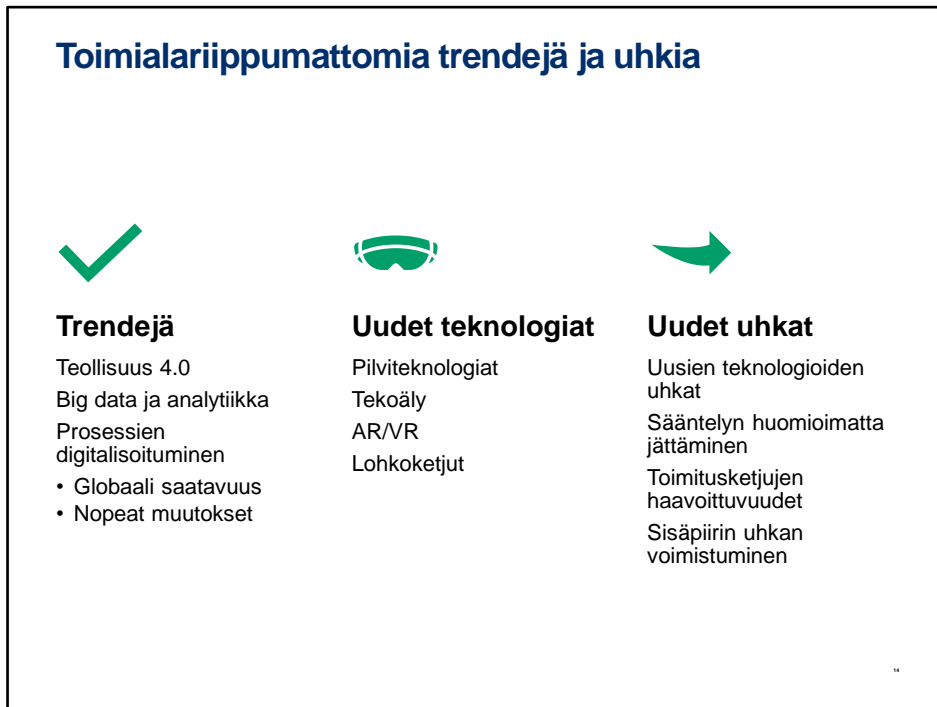 Toimialariippumattomia trendejä ja uhkia
Trendejä
Teollisuus 4.0
Big data ja analytiikka
Prosessien
digitalisoituminen
• Globaali saatavuus
• Nopeat muutokset
Uudet teknologiat
Pilviteknologiat
Tekoäly
AR/VR
Lohkoketjut
Uudet uhkat
Uusien teknologioiden
uhkat
Sääntelyn huomioimatta
jättäminen
Toimitusketjujen
haavoittuvuudet
Sisäpiirin uhkan
voimistuminen
14